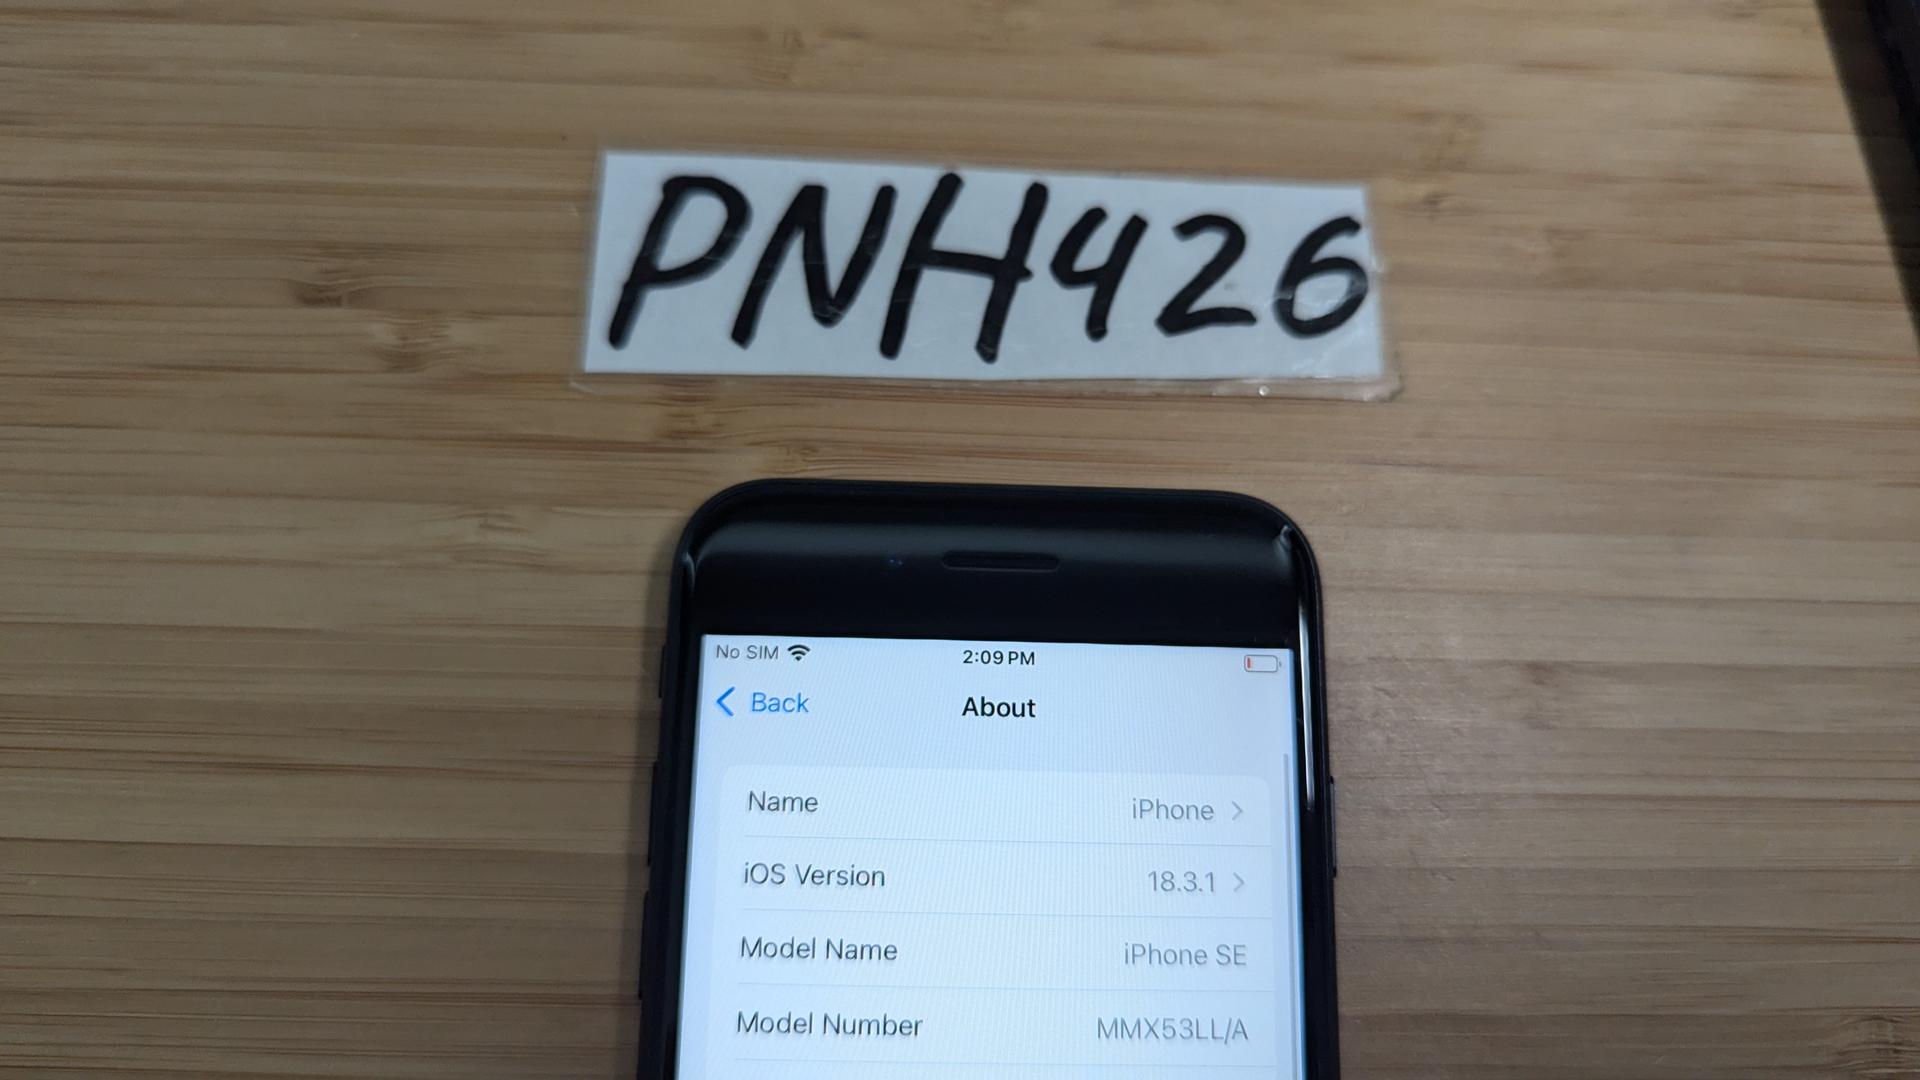 PNH426
No SIM 2:09 PM
Back About
Name iPhone
iOS Version 18.3.1
Model Name iPhone SE
Model Number MMX53LL/A